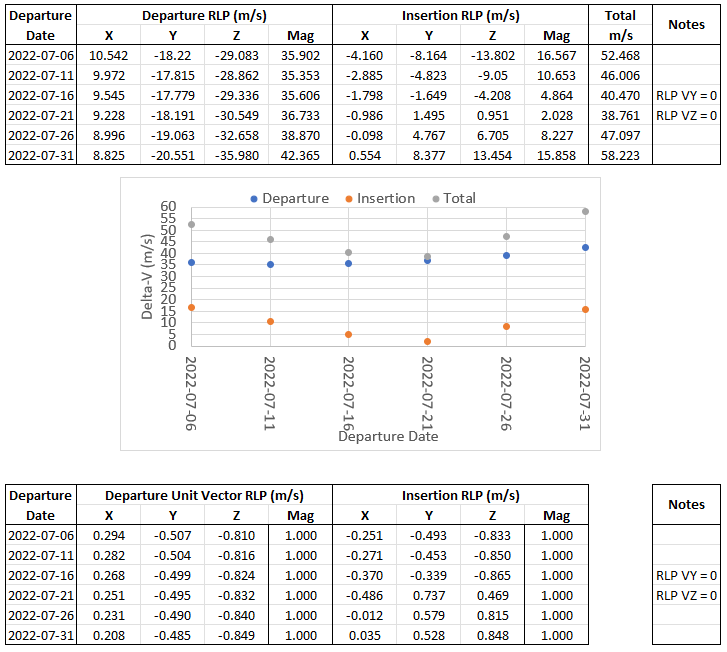 Departure Departure RLP (m/s) Insertion RLP (m/s) Total Notes
Date X Y Z Mag X Y Z Mag m/s
2022-07-06 10.542 -18.22 -29.083 35.902 -4.160 -8.164 -13.802 16.567 52.468
2022-07-11 9.972 -17.815 -28.862 35.353 -2.885 -4.823 -9.05 10.653 46.006
2022-07-16 9.545 -17.779 -29.336 35.606 -1.798 -1.649 -4.208 4.864 40.470 RLP VY = 0
2022-07-21 9.228 -18.191 -30.549 36.733 -0.986 1.495 0.951 2.028 38.761 RLP VZ = 0
2022-07-26 8.996 -19.063 -32.658 38.870 -0.098 4.767 6.705 8.227 47.097
2022-07-31 8.825 -20.551 -35.980 42.365 0.554 8.377 13.454 15.858 58.223
Departure Insertion Total
60
55
50
45
40
35
30
25
20
15
10
5
0
Delta-V (m/s)
2022-07-06 2022-07-11 2022-07-16 2022-07-21 2022-07-26 2022-07-31
Departure Date
Departure Departure Unit Vector RLP (m/s) Insertion RLP (m/s) Notes
Date X Y Z Mag X Y Z Mag
2022-07-06 0.294 -0.507 -0.810 1.000 -0.251 -0.493 -0.833 1.000
2022-07-11 0.282 -0.504 -0.816 1.000 -0.271 -0.453 -0.850 1.000
2022-07-16 0.268 -0.499 -0.824 1.000 -0.370 -0.339 -0.865 1.000 RLP VY = 0
2022-07-21 0.251 -0.495 -0.832 1.000 -0.486 0.737 0.469 1.000 RLP VZ = 0
2022-07-26 0.231 -0.490 -0.840 1.000 -0.012 0.579 0.815 1.000
2022-07-31 0.208 -0.485 -0.849 1.000 0.035 0.528 0.848 1.000